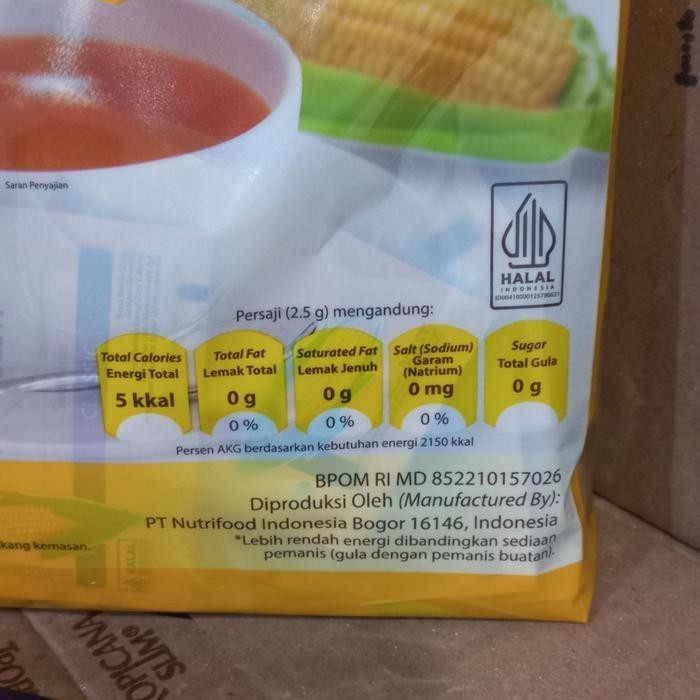 Saran Penyajian
HALAL
INDONESIA
ID00410000125790621
Persaji (2.5 g) mengandung:
Total Calories
Energi Total
5 kkal
Total Fat
Lemak Total
0 g
0 %
Saturated Fat
Lemak Jenuh
0 g
0 %
Salt (Sodium)
Garam
(Natrium)
0 mg
0 %
Sugar
Total Gula
0 g
Persen AKG berdasarkan kebutuhan energi 2150 kkal
BPOM RI MD 852210157026
Diproduksi Oleh (Manufactured By):
PT Nutrifood Indonesia Bogor 16146, Indonesia
*Lebih rendah energi dibandingkan sediaan
pemanis (gula dengan pemanis buatan).
kang kemasan.
OPICANA
SLIM®